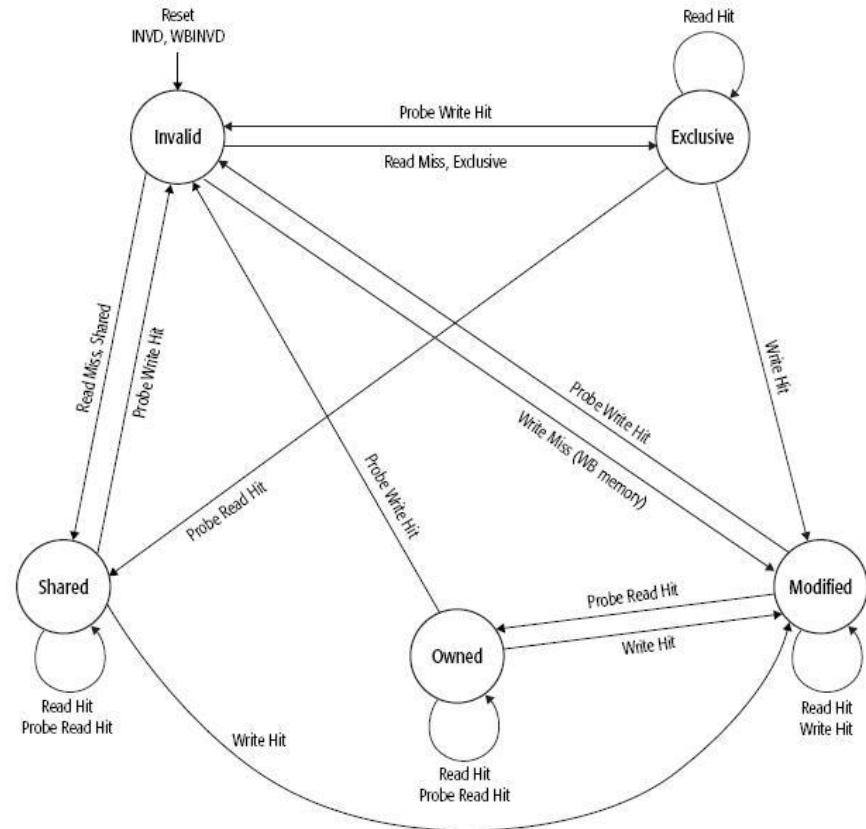 Reset
INVD, WBINVD
Read Hit
Invalid
Probe Write Hit
Exclusive
Read Miss, Exclusive
Read Miss, Shared
Probe Write Hit
Probe Write Hit
Write Hit
Write Miss (WB memory)
Probe Write Hit
Probe Read Hit
Shared
Probe Read Hit
Modified
Owned
Write Hit
Read Hit
Probe Read Hit
Write Hit
Read Hit
Probe Read Hit
Read Hit
Write Hit